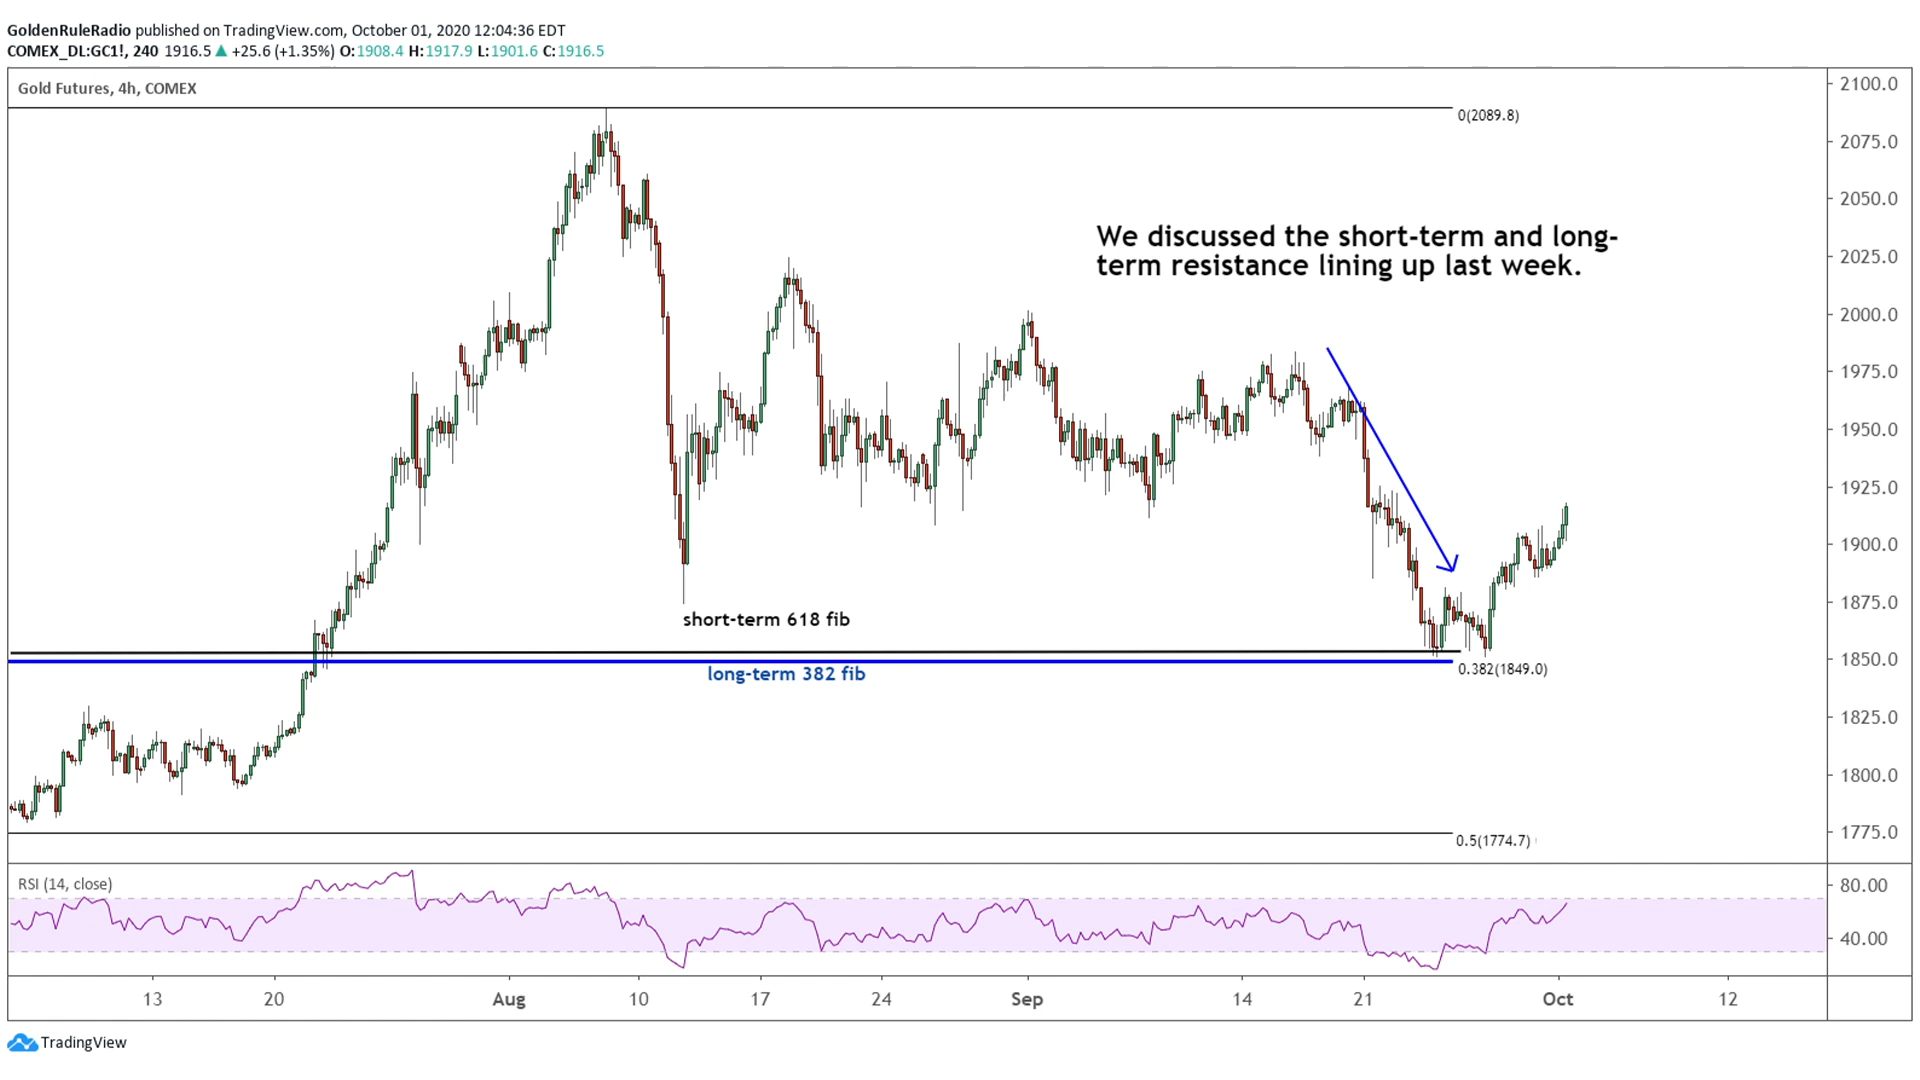 GoldenRuleRadio published on TradingView.com, October 01, 2020 12:04:36 EDT
COMEX_DL:GC1!, 240 1916.5 ▲ +25.6 (+1.35%) O:1908.4 H:1917.9 L:1901.6 C:1916.5
Gold Futures, 4h, COMEX
2100.0
0(2089.8)
2075.0
2050.0
We discussed the short-term and long-
term resistance lining up last week.
2025.0
2000.0
1975.0
1950.0
1925.0
1900.0
1875.0
short-term 618 fib
1850.0
long-term 382 fib
0.382(1849.0)
1825.0
1800.0
1775.0
0.5(1774.7)
RSI (14, close)
80.00
40.00
13 20 Aug 10 17 24 Sep 14 21 Oct 12
TradingView